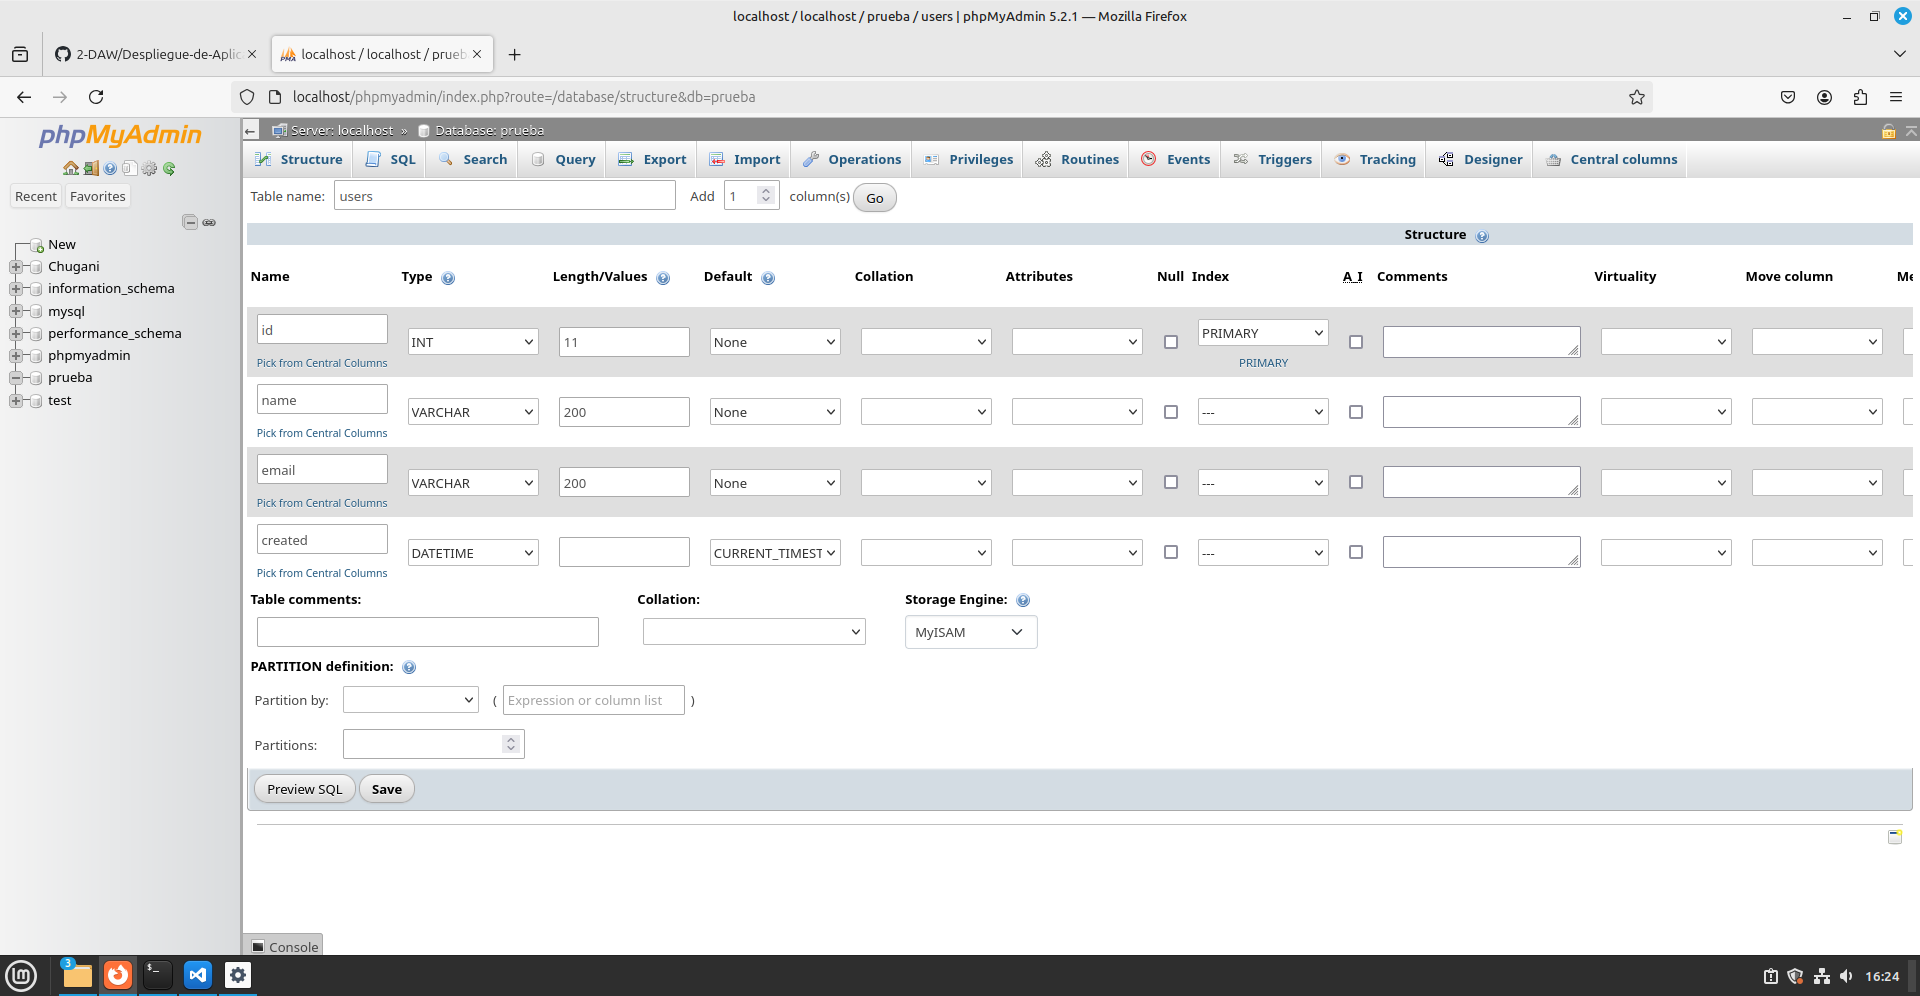 localhost / localhost / prueba / users | phpMyAdmin 5.2.1 — Mozilla Firefox
2-DAW/Despliegue-de-Aplic
localhost / localhost / prueb
localhost/phpmyadmin/index.php?route=/database/structure&db=prueba
phpMyAdmin
Recent Favorites
New
Chugani
information_schema
mysql
performance_schema
phpmyadmin
prueba
test
Server: localhost » Database: prueba
Structure SQL Search Query Export Import Operations Privileges Routines Events Triggers Tracking Designer Central columns
Table name: users Add 1 column(s) Go
Structure
Name Type Length/Values Default Collation Attributes Null Index A_I Comments Virtuality Move column Me
id INT 11 None PRIMARY
Pick from Central Columns PRIMARY
name VARCHAR 200 None ---
Pick from Central Columns
email VARCHAR 200 None ---
Pick from Central Columns
created DATETIME CURRENT_TIMEST ---
Pick from Central Columns
Table comments: Collation: Storage Engine:
MyISAM
PARTITION definition:
Partition by: ( Expression or column list )
Partitions:
Preview SQL Save
Console
3
16:24